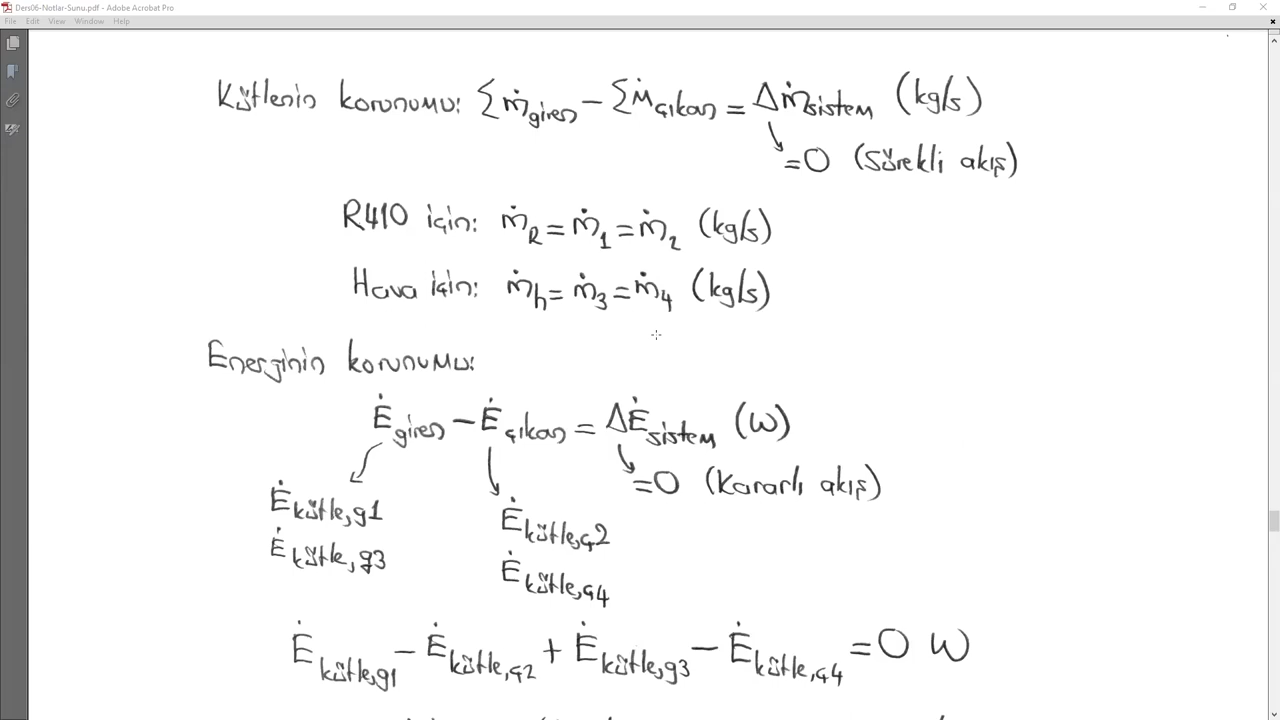 Ders06-Notlar-Sunu.pdf - Adobe Acrobat Pro
File Edit View Window Help
Kütlenin korunumu: Σṁgiren − Σṁçıkan = Δṁsistem (kg/s)
=0 (Sürekli akış)
R410 için: ṁR = ṁ1 = ṁ2 (kg/s)
Hava için: ṁh = ṁ3 = ṁ4 (kg/s)
Enerjinin korunumu:
Ėgiren − Ėçıkan = ΔĖsistem (W)
=0 (Kararlı akış)
Ėkütle,g1
Ėkütle,ç2
Ėkütle,g3
Ėkütle,ç4
Ėkütle,g1 − Ėkütle,ç2 + Ėkütle,g3 − Ėkütle,ç4 = 0 W